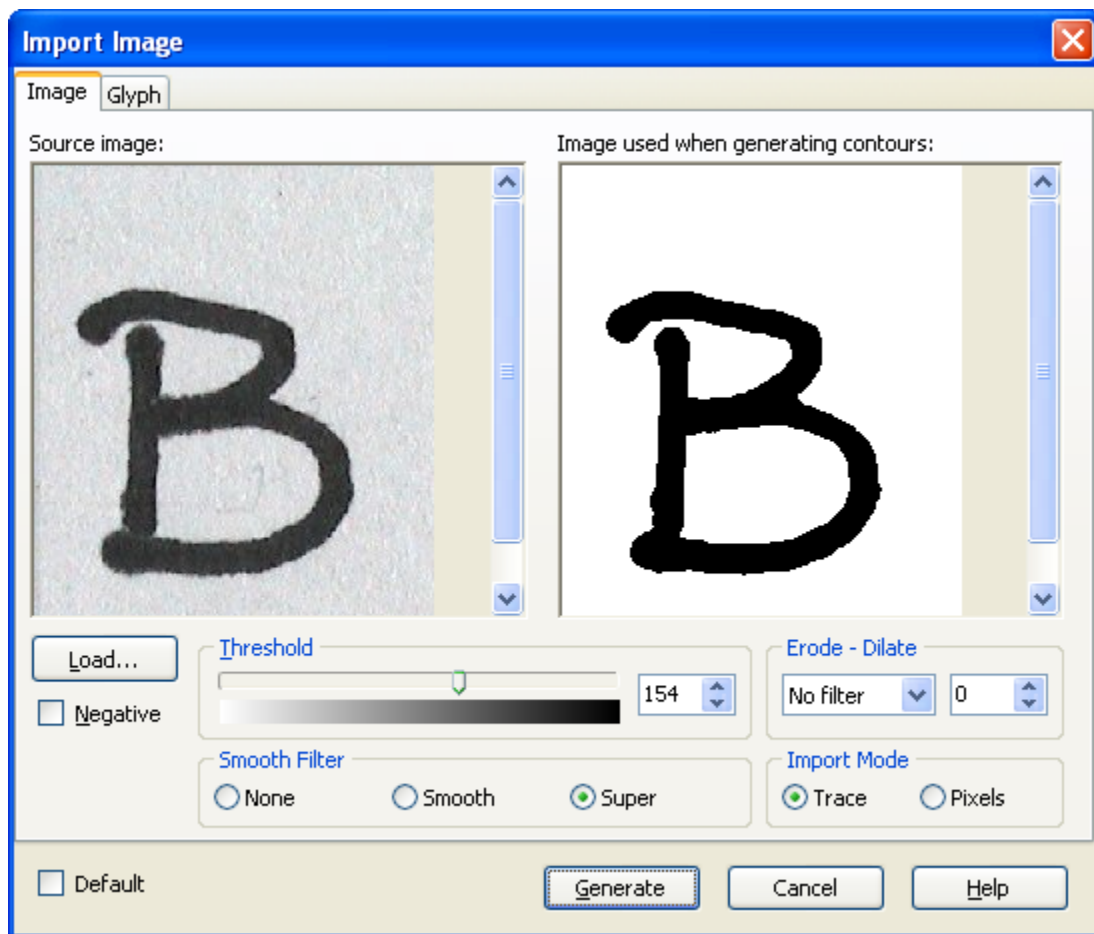 Import Image
Image Glyph
Source image: Image used when generating contours:
B B
Load... Threshold Erode - Dilate
154 No filter 0
Negative
Smooth Filter Import Mode
None Smooth Super Trace Pixels
Default Generate Cancel Help